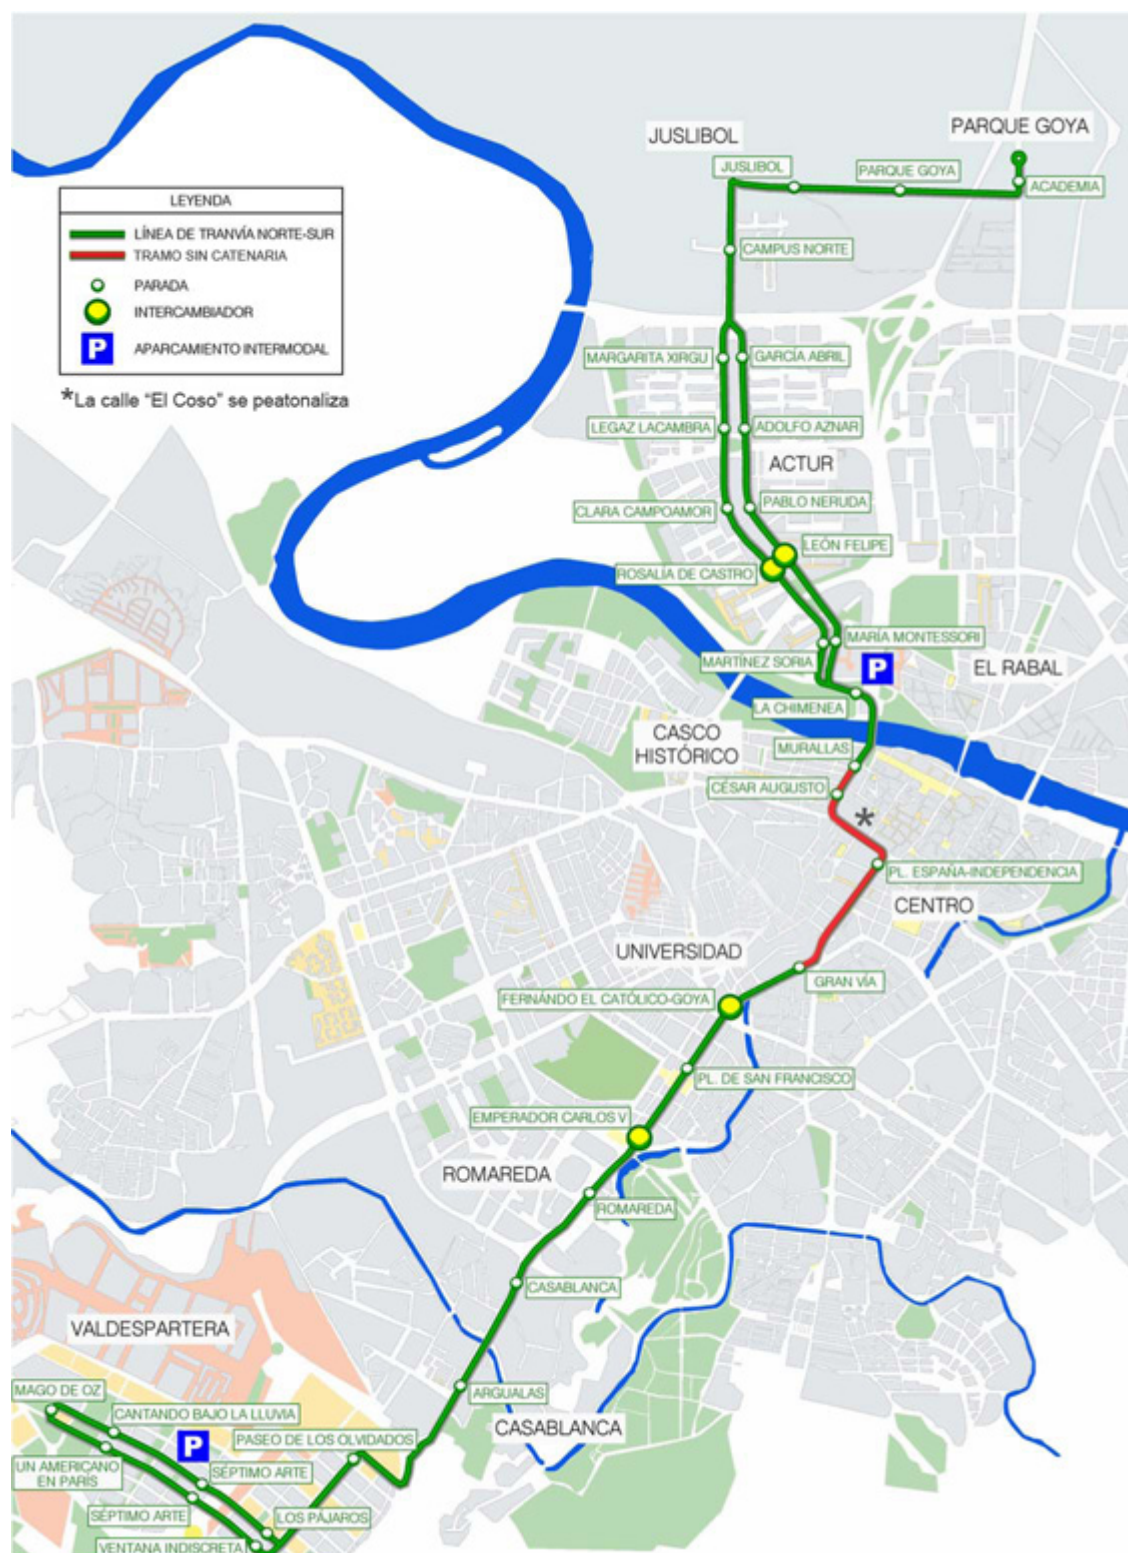 JUSLIBOL
PARQUE GOYA
JUSLIBOL
PARQUE GOYA
ACADEMIA
LEYENDA
LÍNEA DE TRANVÍA NORTE-SUR
TRAMO SIN CATENARIA
PARADA
INTERCAMBIADOR
P
APARCAMIENTO INTERMODAL
*La calle “El Coso” se peatonaliza
CAMPUS NORTE
MARGARITA XIRGU
GARCÍA ABRIL
LEGAZ LACAMBRA
ADOLFO AZNAR
ACTUR
CLARA CAMPOAMOR
PABLO NERUDA
LEÓN FELIPE
ROSALÍA DE CASTRO
MARÍA MONTESSORI
MARTÍNEZ SORIA
P
EL RABAL
LA CHIMENEA
CASCO
HISTÓRICO
MURALLAS
CÉSAR AUGUSTO
*
PL. ESPAÑA-INDEPENDENCIA
CENTRO
UNIVERSIDAD
GRAN VÍA
FERNÁNDO EL CATÓLICO-GOYA
PL. DE SAN FRANCISCO
EMPERADOR CARLOS V
ROMAREDA
ROMAREDA
CASABLANCA
VALDESPARTERA
ARGUALAS
CASABLANCA
MAGO DE OZ
CANTANDO BAJO LA LLUVIA
P
PASEO DE LOS OLVIDADOS
UN AMERICANO
EN PARÍS
SÉPTIMO ARTE
SÉPTIMO ARTE
LOS PÁJAROS
VENTANA INDISCRETA